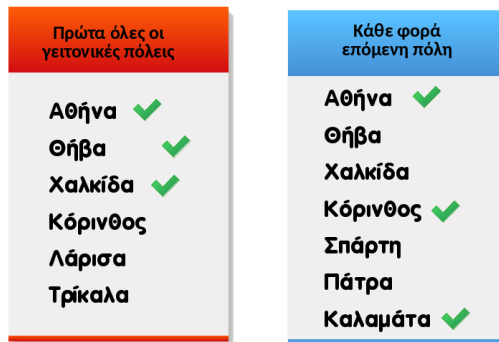 Πρώτα όλες οι
γειτονικές πόλεις
Αθήνα
Θήβα
Χαλκίδα
Κόρινθος
Λάρισα
Τρίκαλα
Κάθε φορά
επόμενη πόλη
Αθήνα
Θήβα
Χαλκίδα
Κόρινθος
Σπάρτη
Πάτρα
Καλαμάτα